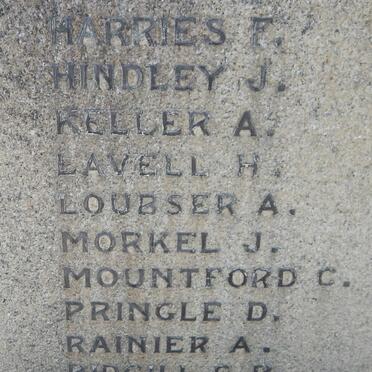 HARRIES F.
HINDLEY J.
KELLER A.
LAVELL H.
LOUBSER A.
MORKEL J.
MOUNTFORD C.
PRINGLE D.
RAINIER A.